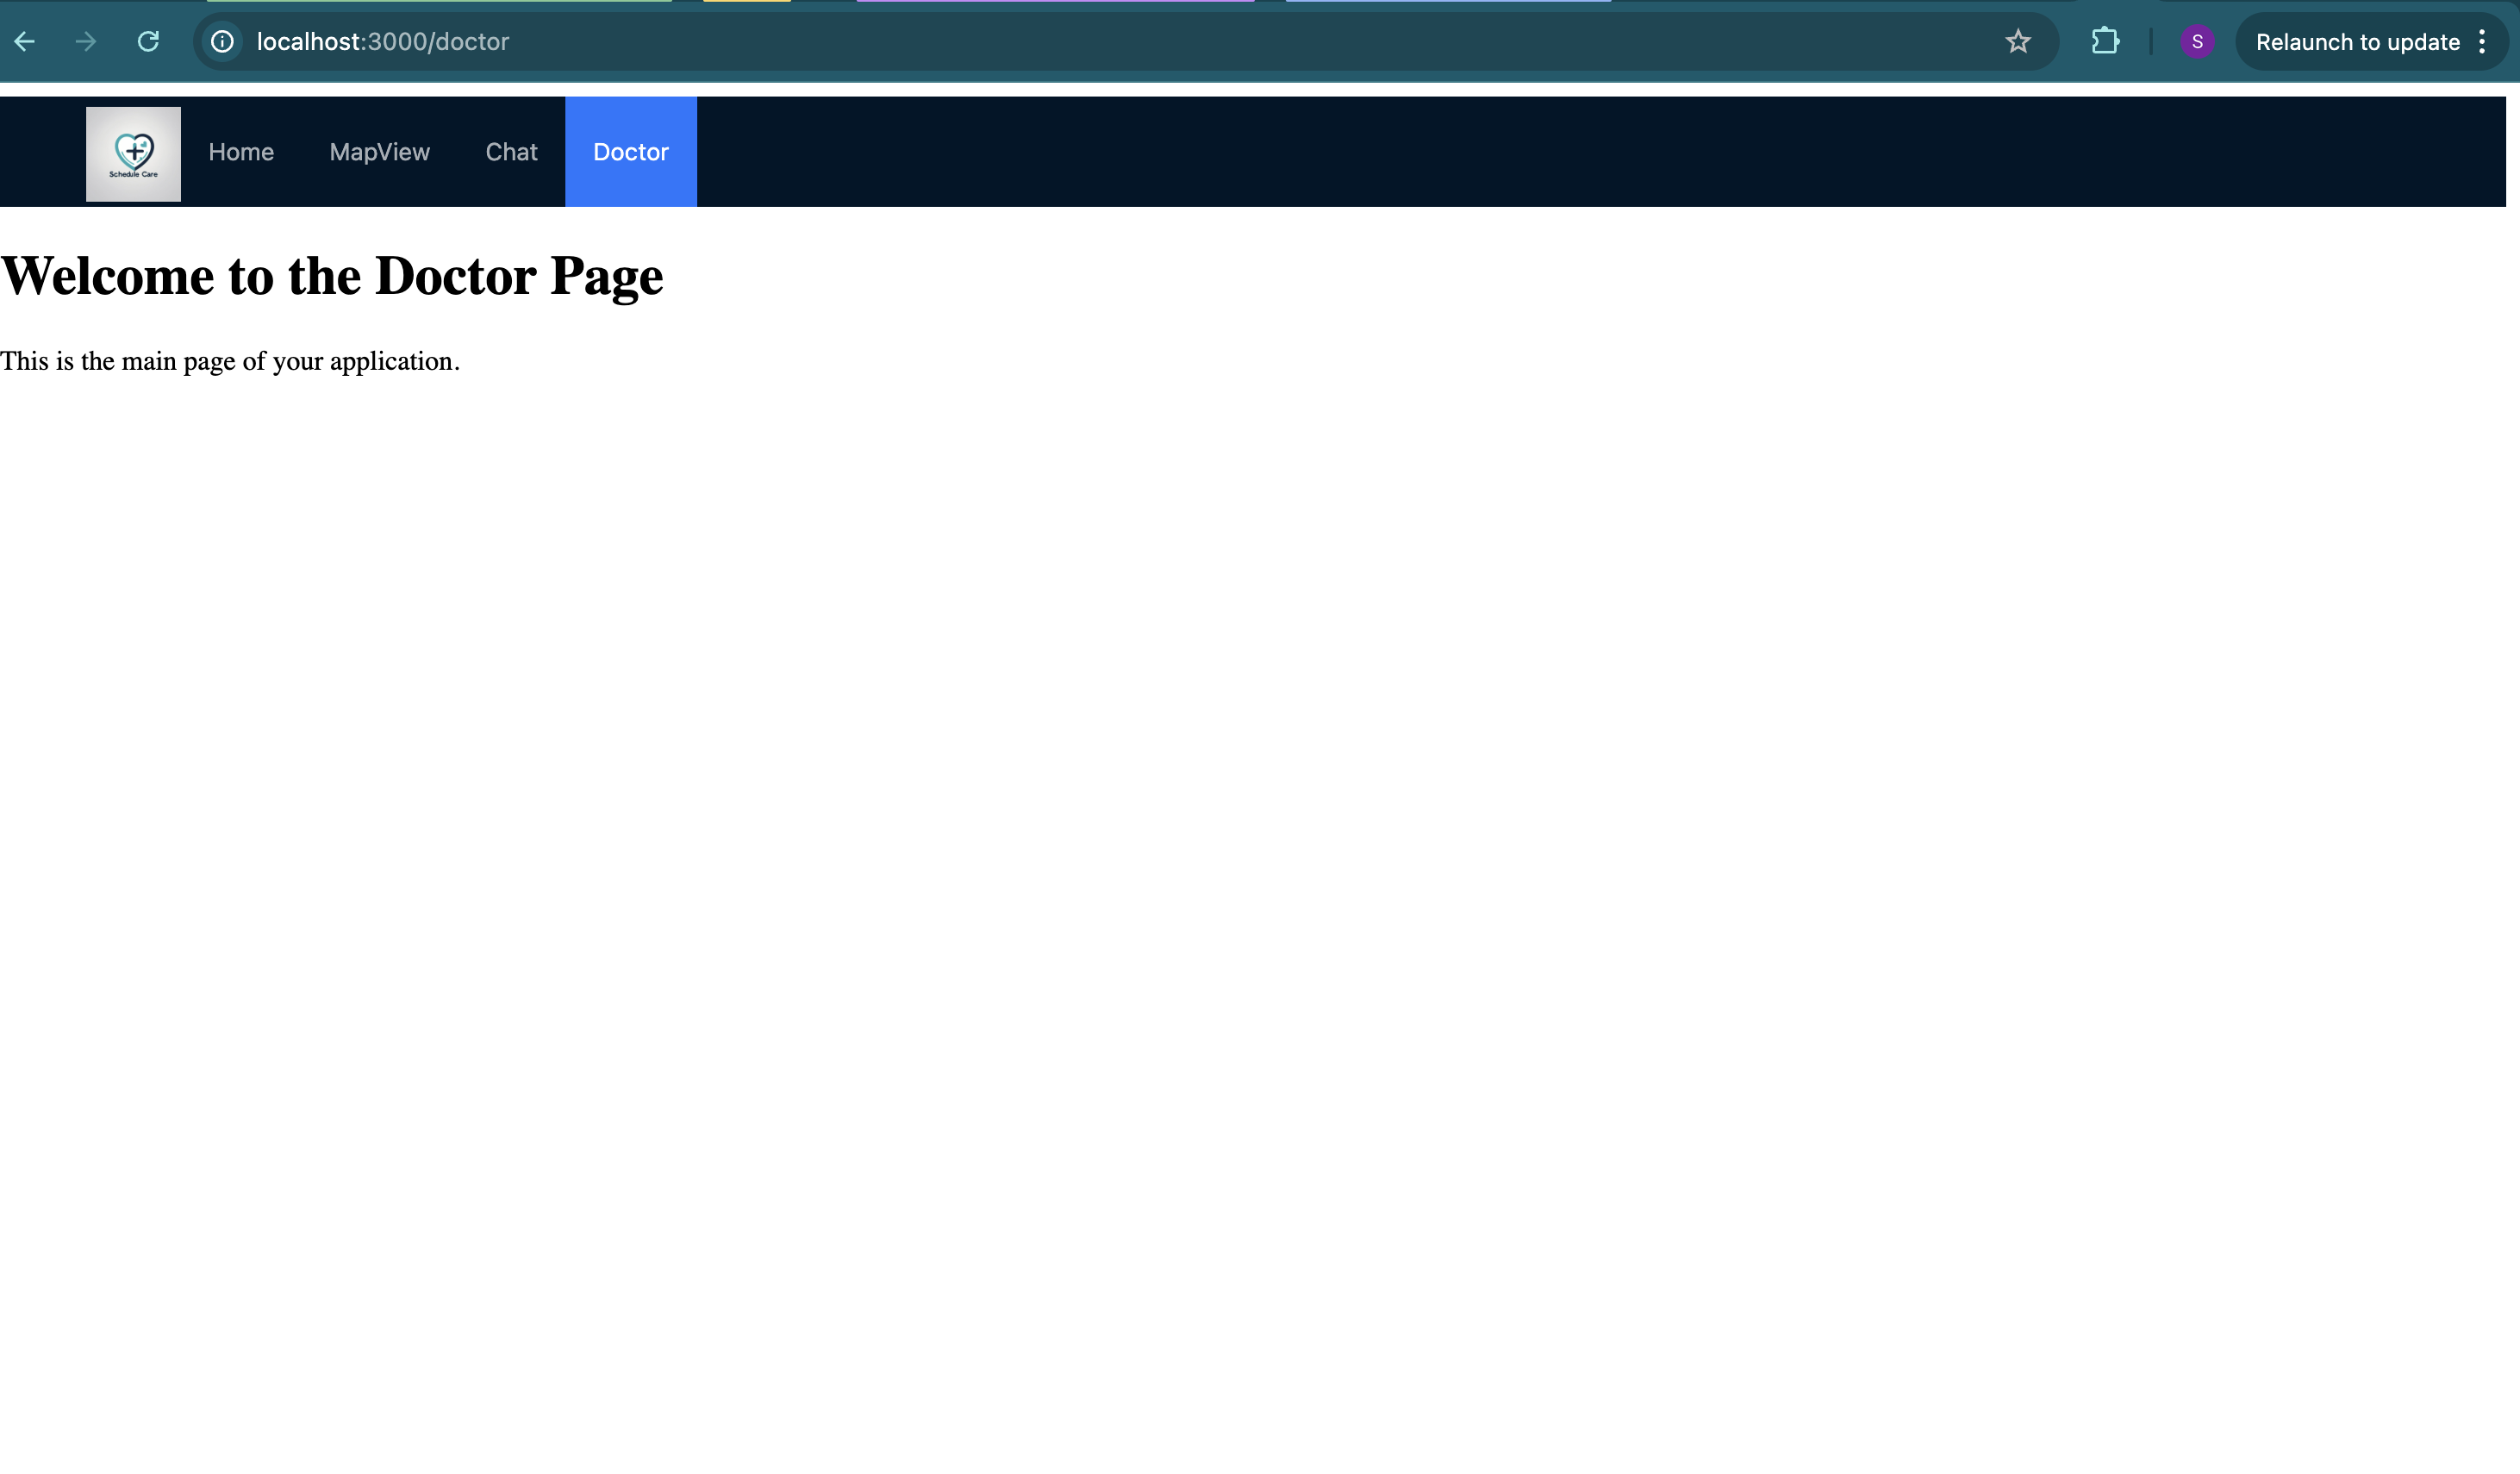 localhost:3000/doctor
S
Relaunch to update
Schedule Care
Home
MapView
Chat
Doctor
Welcome to the Doctor Page
This is the main page of your application.